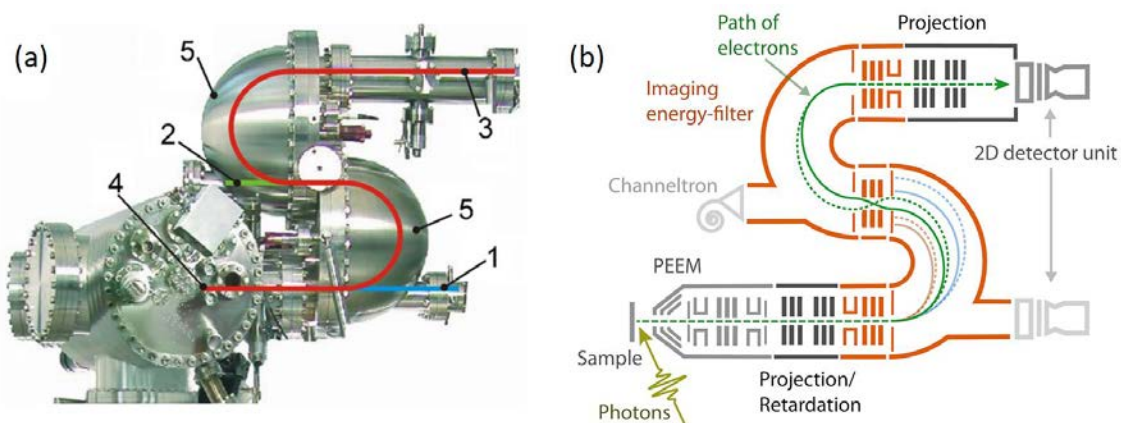 (a)
5
3
2
4
5
1
(b)
Projection
Path of
electrons
Imaging
energy-filter
2D detector unit
Channeltron
PEEM
Sample
Projection/
Retardation
Photons